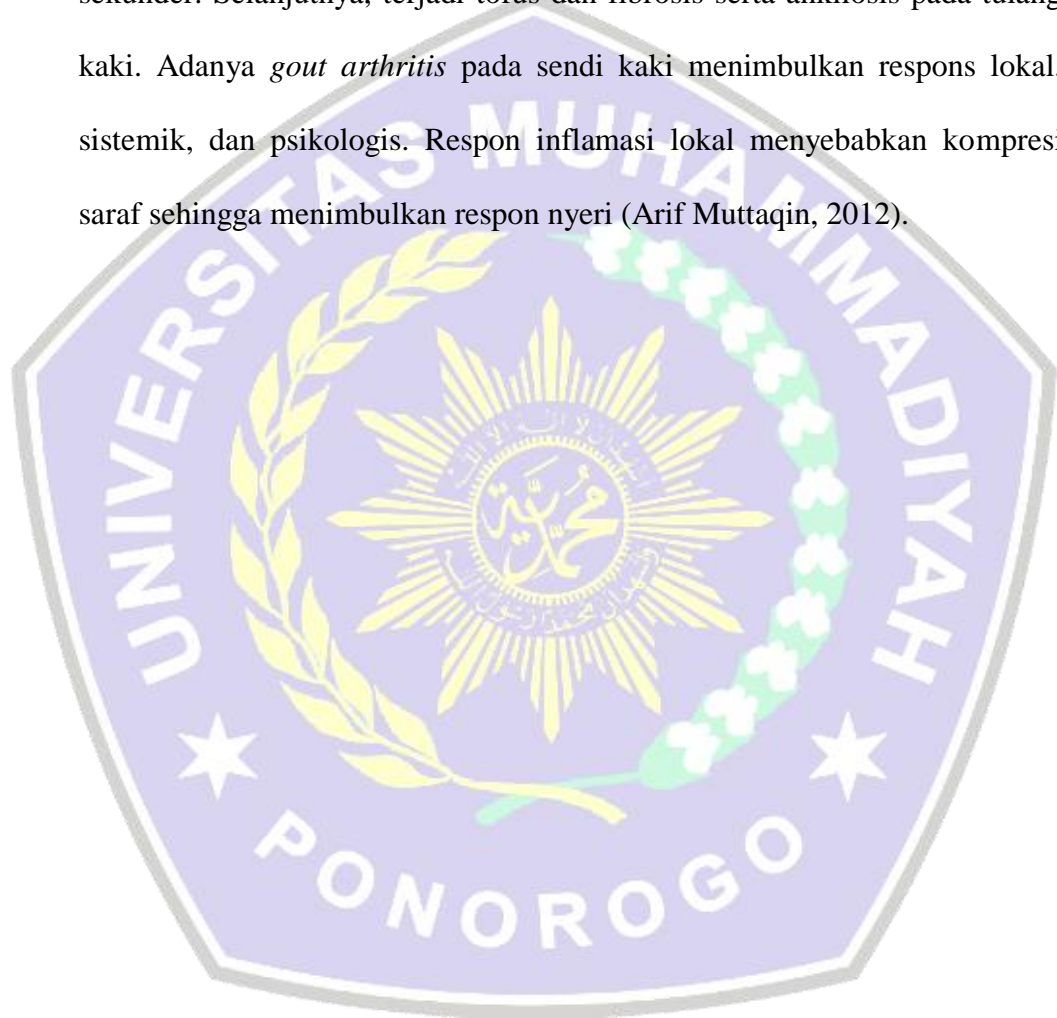 sekunder. Selanjutnya, terjadi tofus dan fibrosis serta ankilosis pada tulang
kaki. Adanya gout arthritis pada sendi kaki menimbulkan respons lokal,
sistemik, dan psikologis. Respon inflamasi lokal menyebabkan kompresi
saraf sehingga menimbulkan respon nyeri (Arif Muttaqin, 2012).
UNIVERSITAS MUHAMMADIYAH
محمدية
PONOROGO